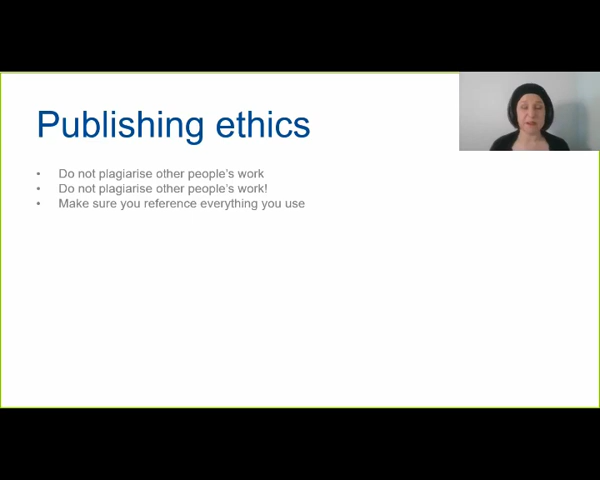 Publishing ethics
• Do not plagiarise other people's work
• Do not plagiarise other people's work!
• Make sure you reference everything you use